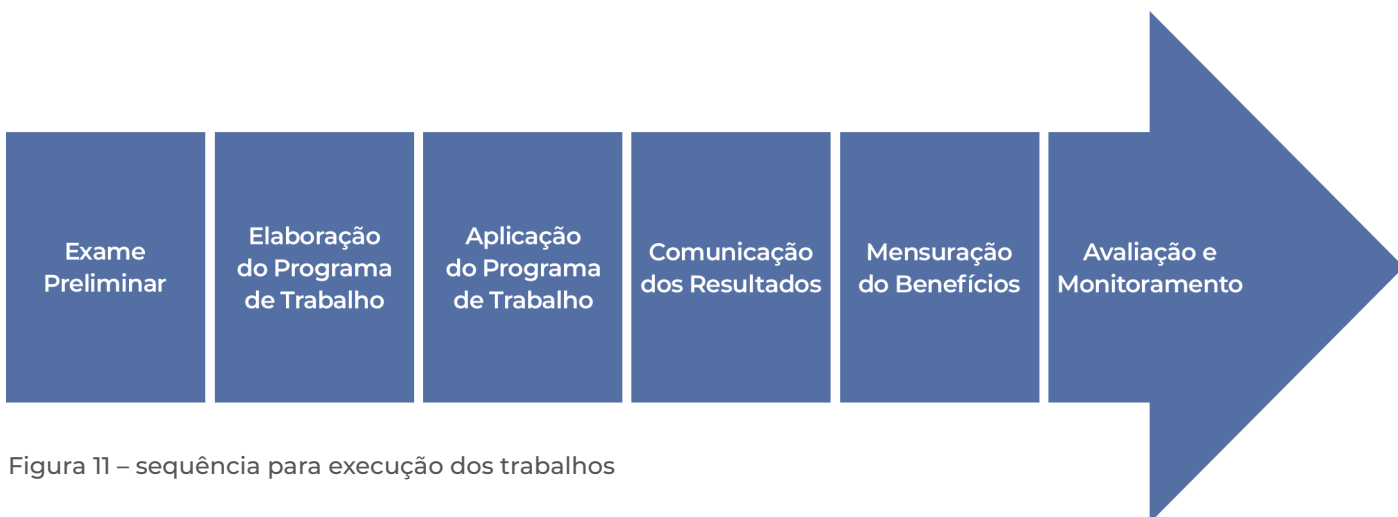 Exame
Preliminar
Elaboração
do Programa
de Trabalho
Aplicação
do Programa
de Trabalho
Comunicação
dos Resultados
Mensuração
do Benefícios
Avaliação e
Monitoramento
Figura 11 – sequência para execução dos trabalhos